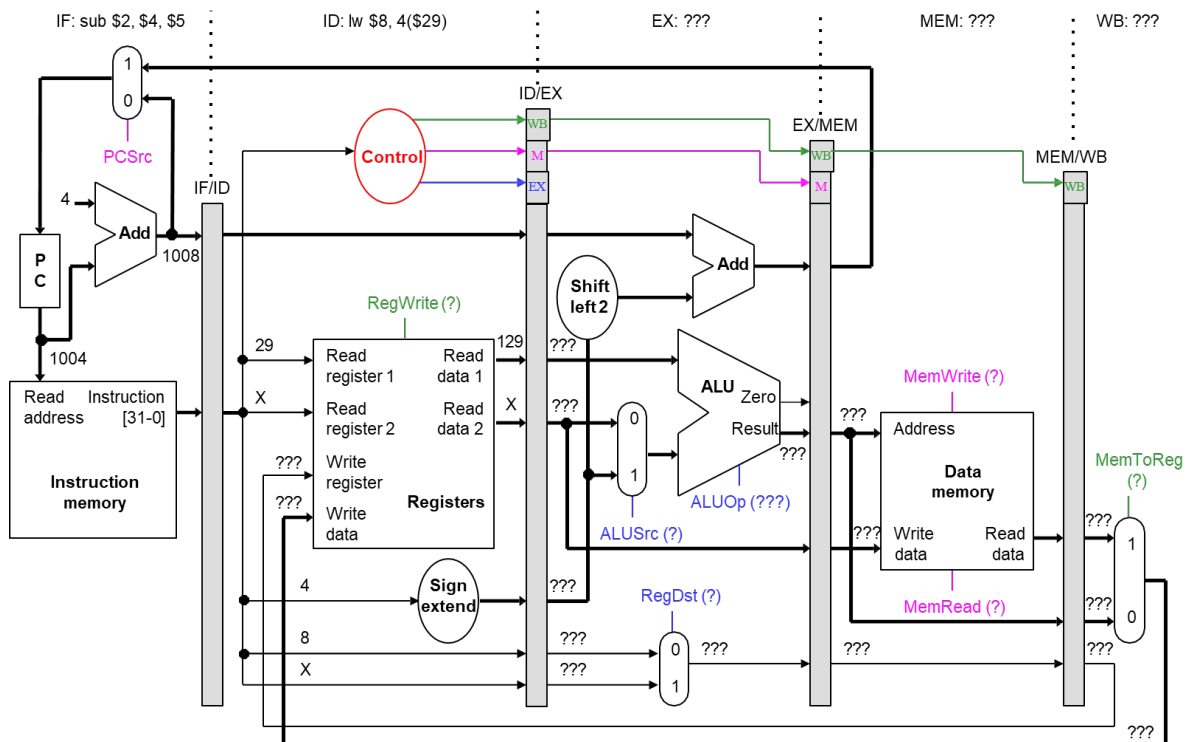 IF: sub $2, $4, $5
ID: lw $8, 4($29)
EX: ???
MEM: ???
WB: ???
1
0
PCSrc
4
Add
1008
P
C
1004
Read
address
Instruction
[31-0]
Instruction
memory
IF/ID
Control
ID/EX
WB
M
EX
EX/MEM
WB
M
MEM/WB
WB
Shift
left 2
Add
RegWrite (?)
29
X
???
???
Read
register 1
Read
data 1
Read
register 2
Read
data 2
Write
register
Registers
Write
data
129
X
???
???
0
1
ALUSrc (?)
ALU
Zero
Result
???
ALUOp (???)
???
MemWrite (?)
Address
Data
memory
Write
data
Read
data
???
MemRead (?)
MemToReg
(?)
???
1
???
0
4
Sign
extend
???
RegDst (?)
8
???
0
???
???
???
X
???
1
???